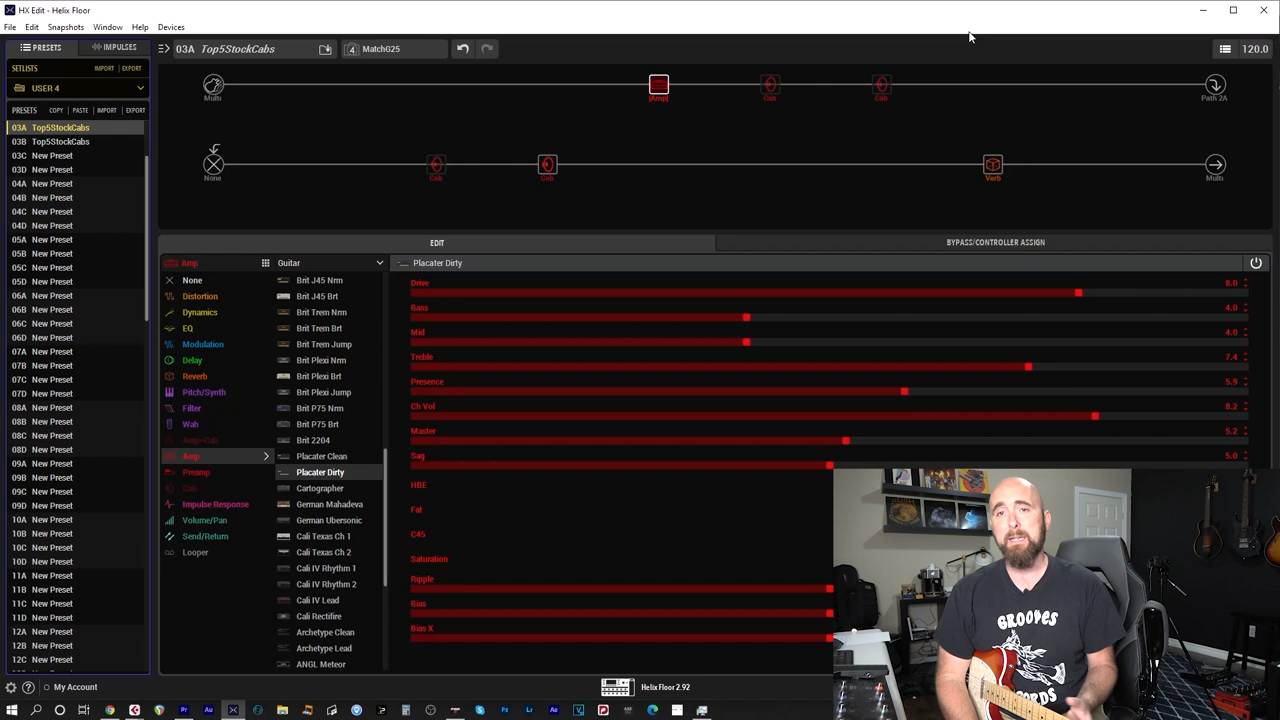 HX Edit - Helix Floor
File Edit Snapshots Window Help Devices
PRESETS IMPULSES
03A Top5StockCabs
4 MatchG25
120.0
SETLISTS IMPORT EXPORT
USER 4
PRESETS COPY PASTE IMPORT EXPORT
03A Top5StockCabs
03B Top5StockCabs
03C New Preset
03D New Preset
04A New Preset
04B New Preset
04C New Preset
04D New Preset
05A New Preset
05B New Preset
05C New Preset
05D New Preset
06A New Preset
06B New Preset
06C New Preset
06D New Preset
07A New Preset
07B New Preset
07C New Preset
07D New Preset
08A New Preset
08B New Preset
08C New Preset
08D New Preset
09A New Preset
09B New Preset
09C New Preset
09D New Preset
10A New Preset
10B New Preset
10C New Preset
10D New Preset
11A New Preset
11B New Preset
11C New Preset
11D New Preset
12A New Preset
12B New Preset
12C New Preset
My Account
Multi |Amp| Cab Cab Path 2A
None Cab Cab Verb Multi
EDIT BYPASS/CONTROLLER ASSIGN
Amp
None
Distortion
Dynamics
EQ
Modulation
Delay
Reverb
Pitch/Synth
Filter
Wah
Amp+Cab
Amp
Preamp
Cab
Impulse Response
Volume/Pan
Send/Return
Looper
Guitar
Brit J45 Nrm
Brit J45 Brt
Brit Trem Nrm
Brit Trem Brt
Brit Trem Jump
Brit Plexi Nrm
Brit Plexi Brt
Brit Plexi Jump
Brit P75 Nrm
Brit P75 Brt
Brit 2204
Placater Clean
Placater Dirty
Cartographer
German Mahadeva
German Ubersonic
Cali Texas Ch 1
Cali Texas Ch 2
Cali IV Rhythm 1
Cali IV Rhythm 2
Cali IV Lead
Cali Rectifire
Archetype Clean
Archetype Lead
ANGL Meteor
Placater Dirty
Drive 8.0
Bass 4.0
Mid 4.0
Treble 7.4
Presence 5.9
Ch Vol 8.2
Master 5.2
Sag 5.0
HBE
Fat
C45
Saturation
Ripple
Bias
Bias X
Helix Floor 2.92
GROOVES